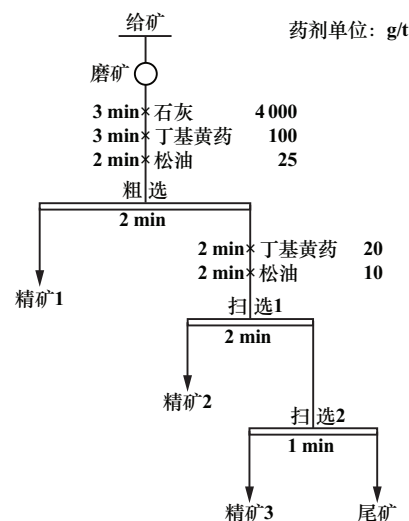 给矿
药剂单位：g/t
磨矿
3 min×石灰 4 000
3 min×丁基黄药 100
2 min×松油 25
粗 选
2 min
2 min×丁基黄药 20
2 min×松油 10
精矿1
扫 选1
2 min
精矿2
扫 选2
1 min
精矿3 尾矿